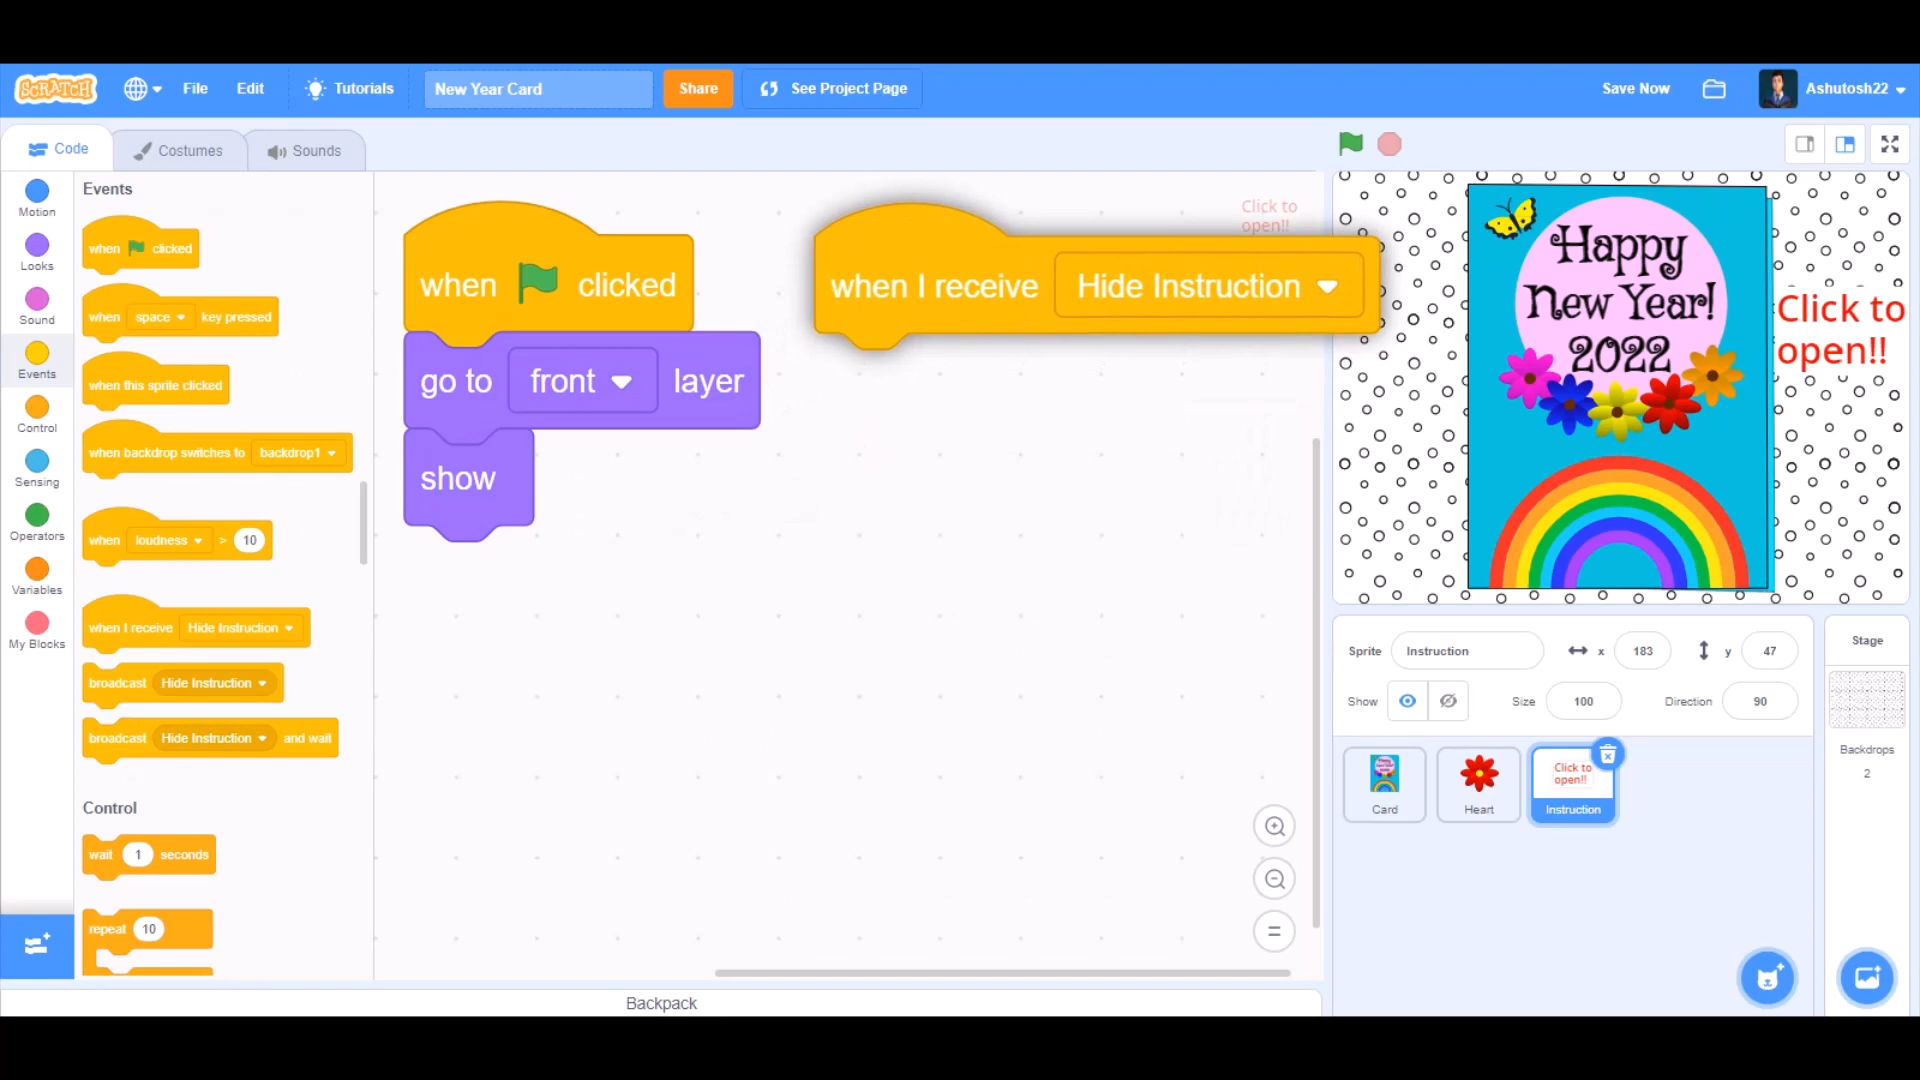 SCRATCH File Edit Tutorials New Year Card Share See Project Page Save Now Ashutosh22
Code Costumes Sounds
Motion
Looks
Sound
Events
Control
Sensing
Operators
Variables
My Blocks
Events
when clicked
when space key pressed
when this sprite clicked
when backdrop switches to backdrop1
when loudness > 10
when I receive Hide Instruction
broadcast Hide Instruction
broadcast Hide Instruction and wait
Control
wait 1 seconds
repeat 10
when clicked
go to front layer
show
Click to
open!!
when I receive Hide Instruction
Backpack
Happy
New Year!
2022
Click to
open!!
Sprite Instruction x 183 y 47
Show Size 100 Direction 90
Card
Heart
Click to
open!!
Instruction
Stage
Backdrops
2